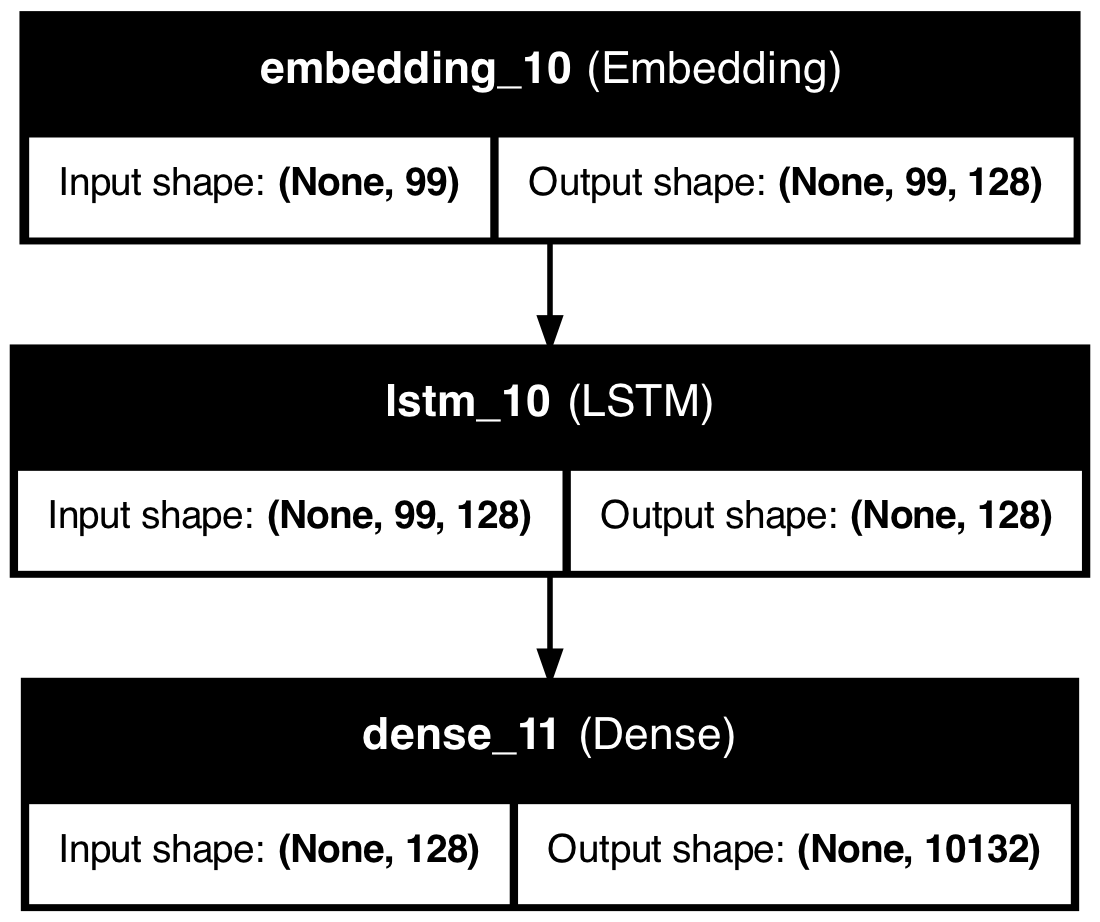 embedding_10 (Embedding)
Input shape: (None, 99)
Output shape: (None, 99, 128)
lstm_10 (LSTM)
Input shape: (None, 99, 128)
Output shape: (None, 128)
dense_11 (Dense)
Input shape: (None, 128)
Output shape: (None, 10132)